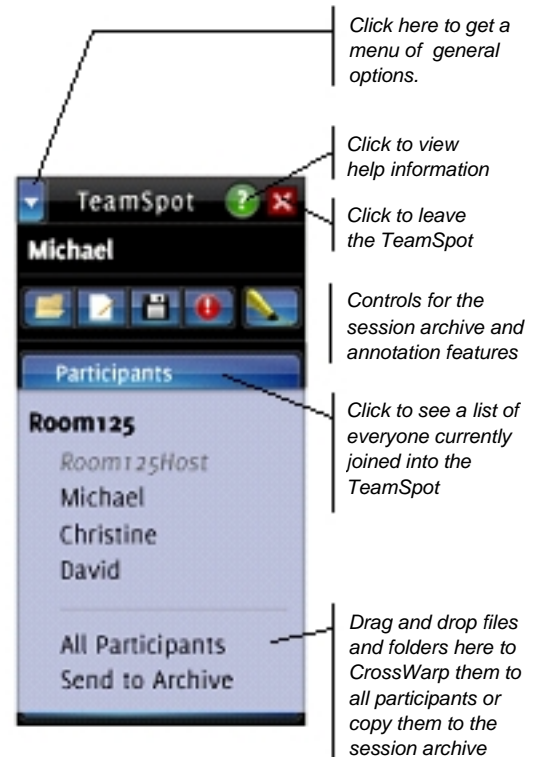 Click here to get a
menu of general
options.
Click to view
help information
TeamSpot
?
Click to leave
the TeamSpot
Michael
Controls for the
session archive and
annotation features
Participants
Click to see a list of
everyone currently
joined into the
TeamSpot
Room125
Room125Host
Michael
Christine
David
All Participants
Send to Archive
Drag and drop files
and folders here to
CrossWarp them to
all participants or
copy them to the
session archive